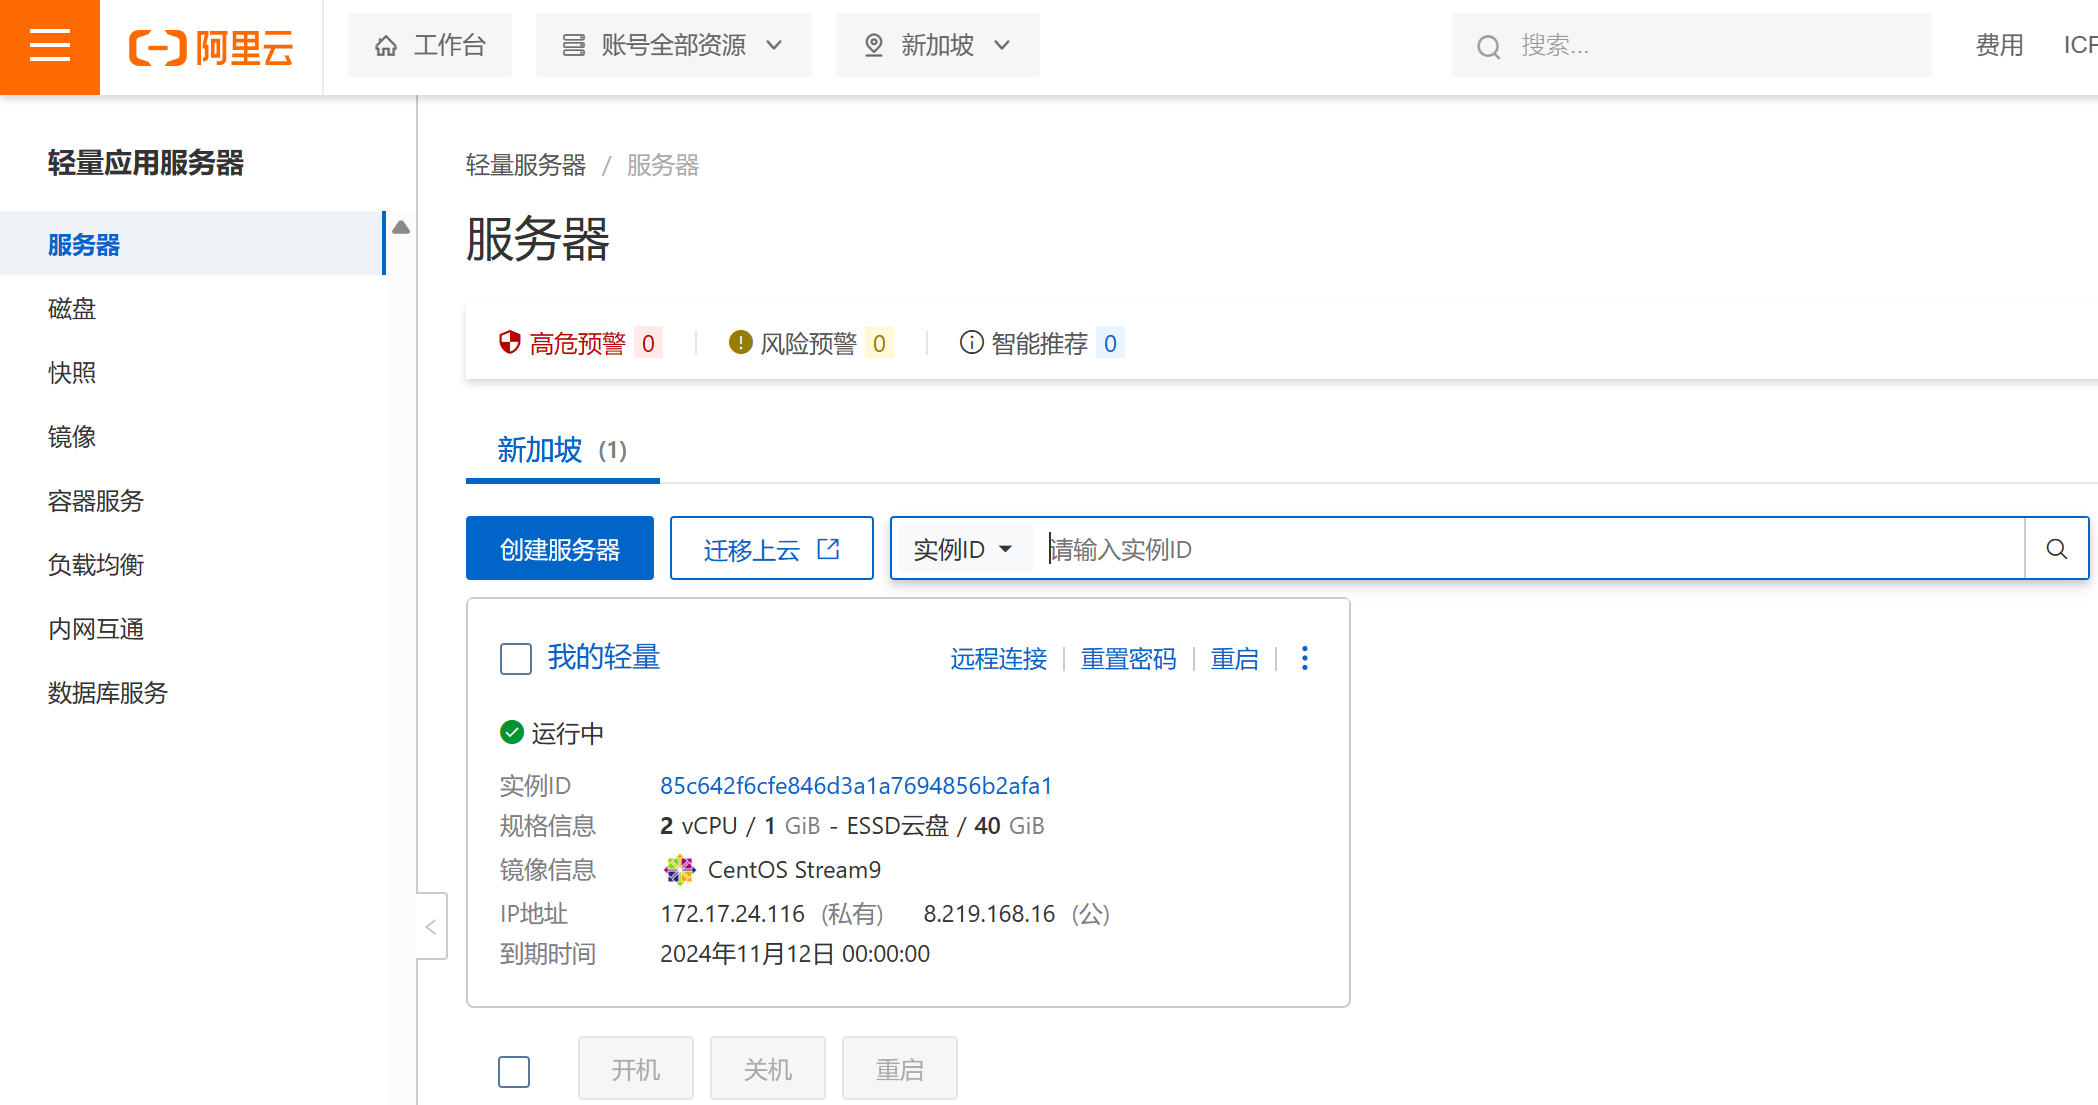 阿里云
工作台
账号全部资源
新加坡
搜索...
费用
轻量应用服务器
服务器
磁盘
快照
镜像
容器服务
负载均衡
内网互通
数据库服务
轻量服务器 / 服务器
服务器
高危预警 0
风险预警 0
智能推荐 0
新加坡 (1)
创建服务器
迁移上云
实例ID
请输入实例ID
我的轻量
远程连接
重置密码
重启
运行中
实例ID 85c642f6cfe846d3a1a7694856b2afa1
规格信息 2 vCPU / 1 GiB - ESSD云盘 / 40 GiB
镜像信息 CentOS Stream9
IP地址 172.17.24.116 (私有) 8.219.168.16 (公)
到期时间 2024年11月12日 00:00:00
开机
关机
重启